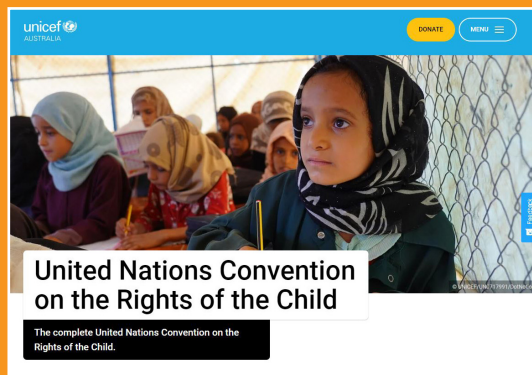 unicef
AUSTRALIA
DONATE
MENU
Feedback
United Nations Convention
on the Rights of the Child
The complete United Nations Convention on the
Rights of the Child.